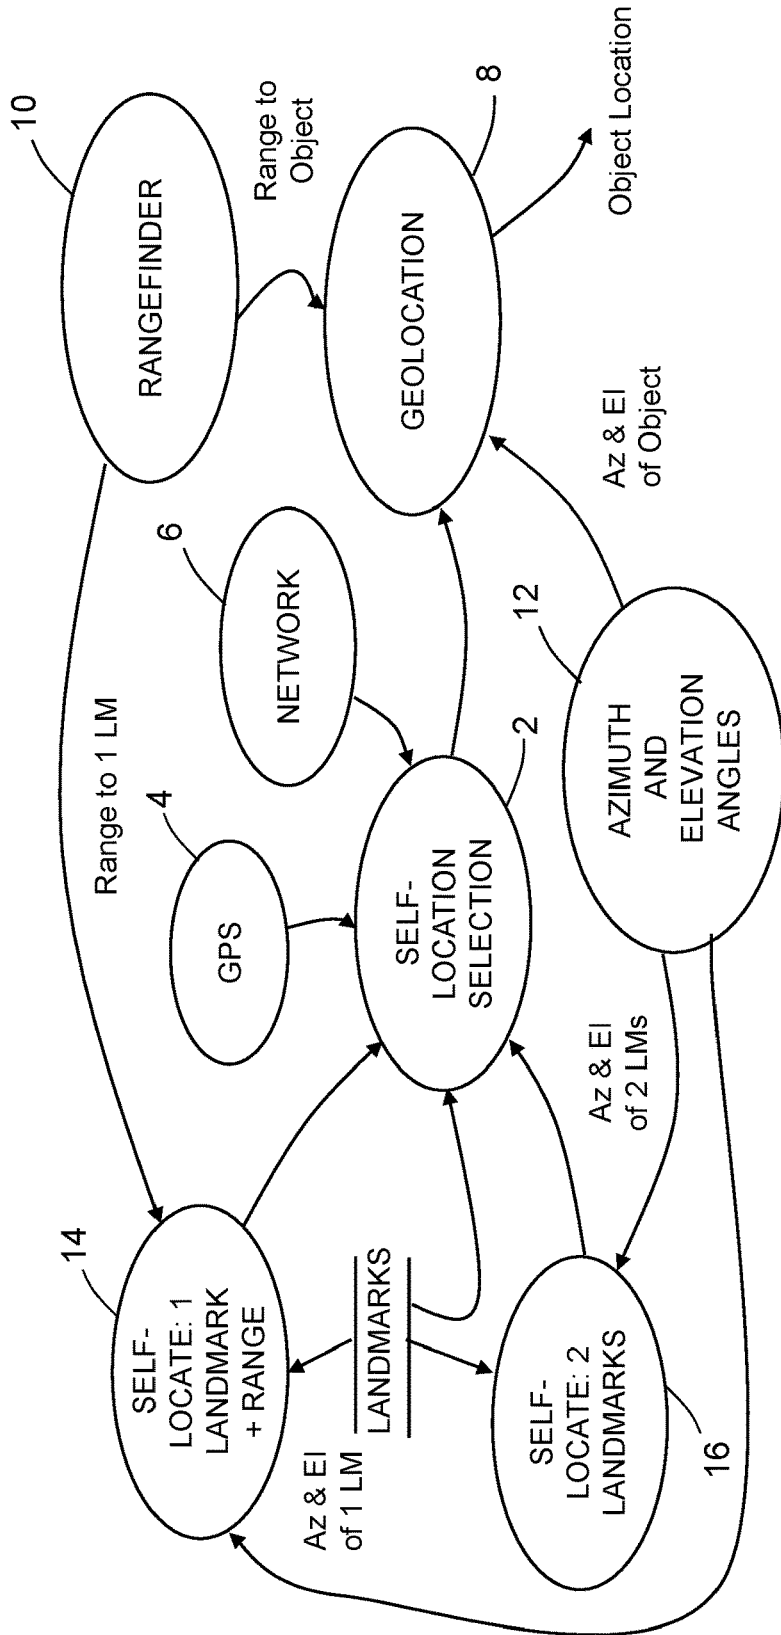 14
SELF-
LOCATE: 1
LANDMARK
+ RANGE
Range to 1 LM
10
RANGEFINDER
4
GPS
6
NETWORK
Range to
Object
Az & El
of 1 LM
LANDMARKS
SELF-
LOCATION
SELECTION
2
GEOLOCATION
8
Object Location
SELF-
LOCATE: 2
LANDMARKS
16
Az & El
of 2 LMs
AZIMUTH
AND
ELEVATION
ANGLES
12
Az & El
of Object